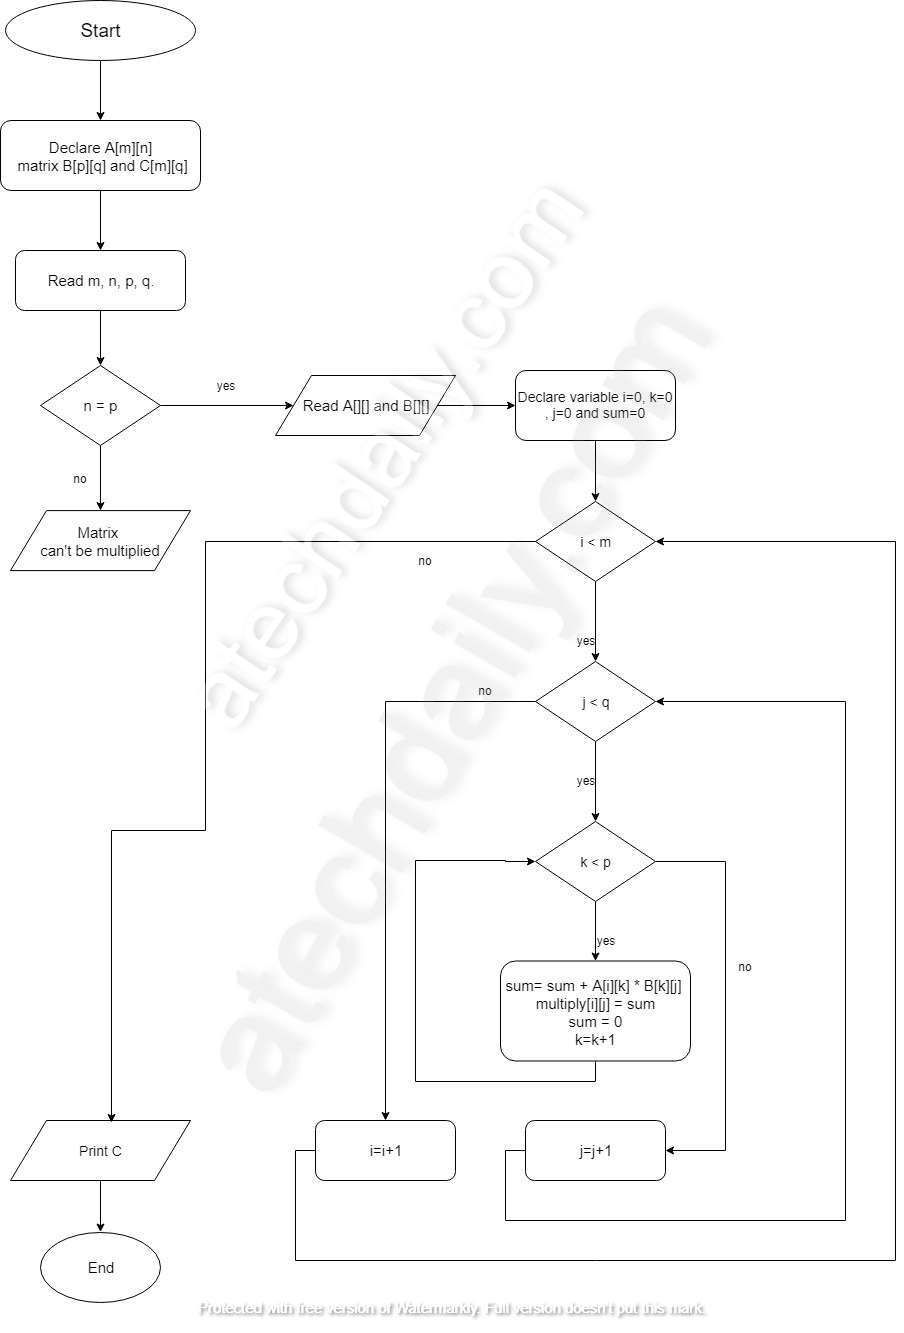 Start
Declare A[m][n]
matrix B[p][q] and C[m][q]
Read m, n, p, q.
n = p
yes
Read A[][] and B[][]
Declare variable i=0, k=0
, j=0 and sum=0
no
Matrix
can't be multiplied
i < m
no
yes
j < q
no
yes
k < p
yes
no
sum= sum + A[i][k] * B[k][j]
multiply[i][j] = sum
sum = 0
k=k+1
Print C
i=i+1
j=j+1
End
atechdaily.com
atechdaily.com
Protected with free version of Watermarkly. Full version doesn't put this mark.